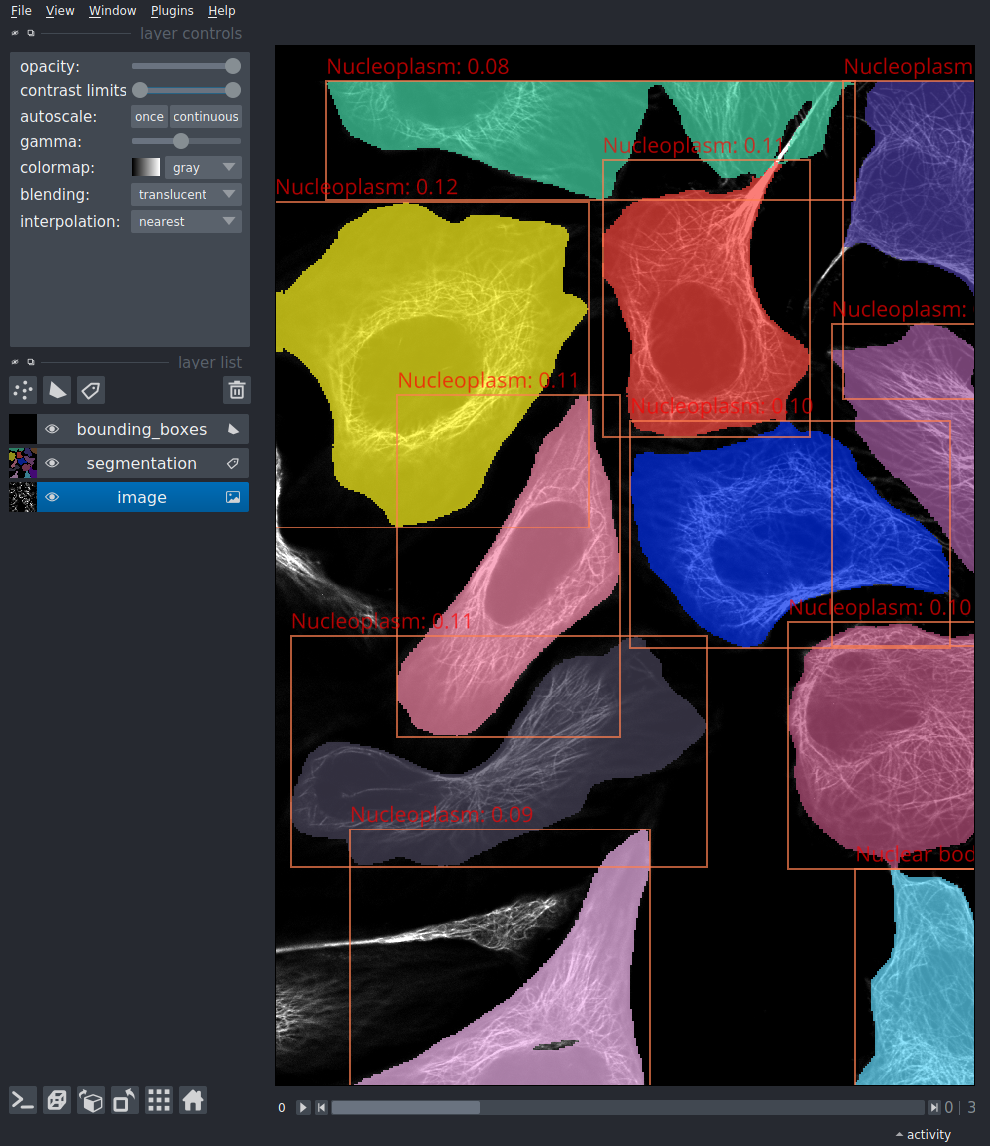 File View Window Plugins Help
layer controls
opacity:
contrast limits
autoscale: once continuous
gamma:
colormap: gray
blending: translucent
interpolation: nearest
layer list
bounding_boxes
segmentation
image
Nucleoplasm: 0.08
Nucleoplasm
Nucleoplasm: 0.11
Nucleoplasm: 0.12
Nucleoplasm:
Nucleoplasm: 0.11
Nucleoplasm: 0.10
Nucleoplasm: 0.10
Nucleoplasm: 0.11
Nucleoplasm: 0.09
Nuclear bod
0
0 | 3
activity